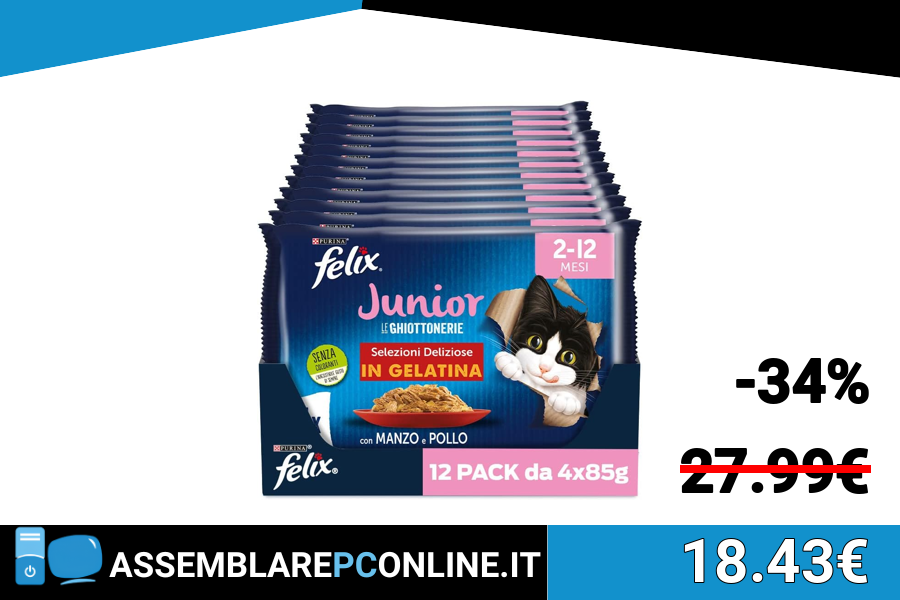 PURINA
felix
2-12
MESI
Junior
LE GHIOTTONERIE
SENZA
COLORANTI
Selezioni Deliziose
IN GELATINA
con MANZO e POLLO
PURINA
felix
12 PACK da 4x85g
-34%
27.99€
ASSEMBLAREPCONLINE.IT
18.43€